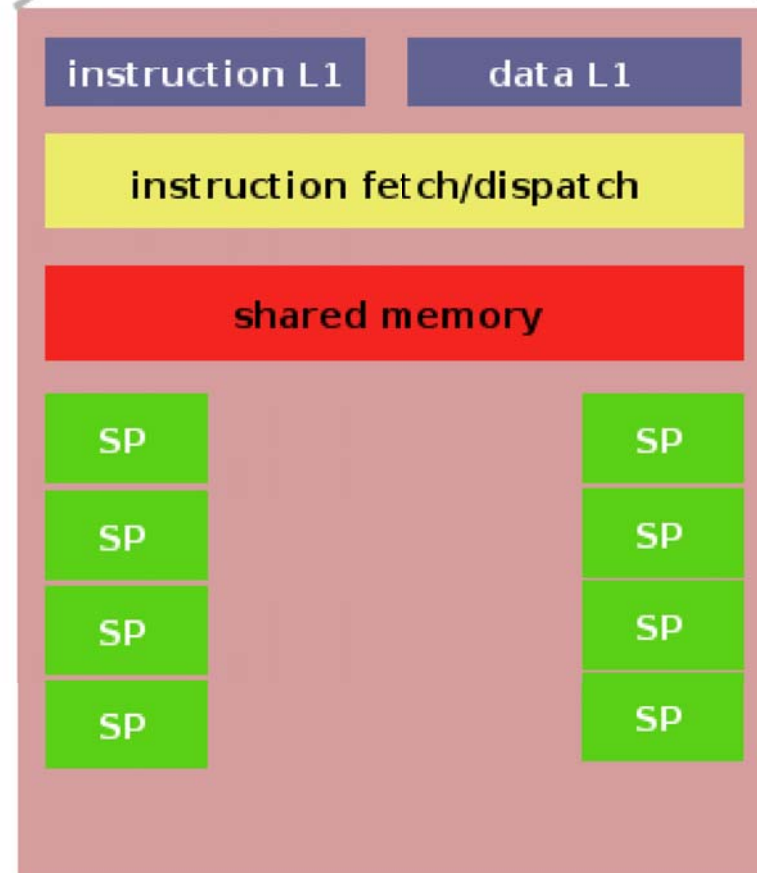 instruction L1
data L1
instruction fetch/dispatch
shared memory
SP
SP
SP
SP
SP
SP
SP
SP